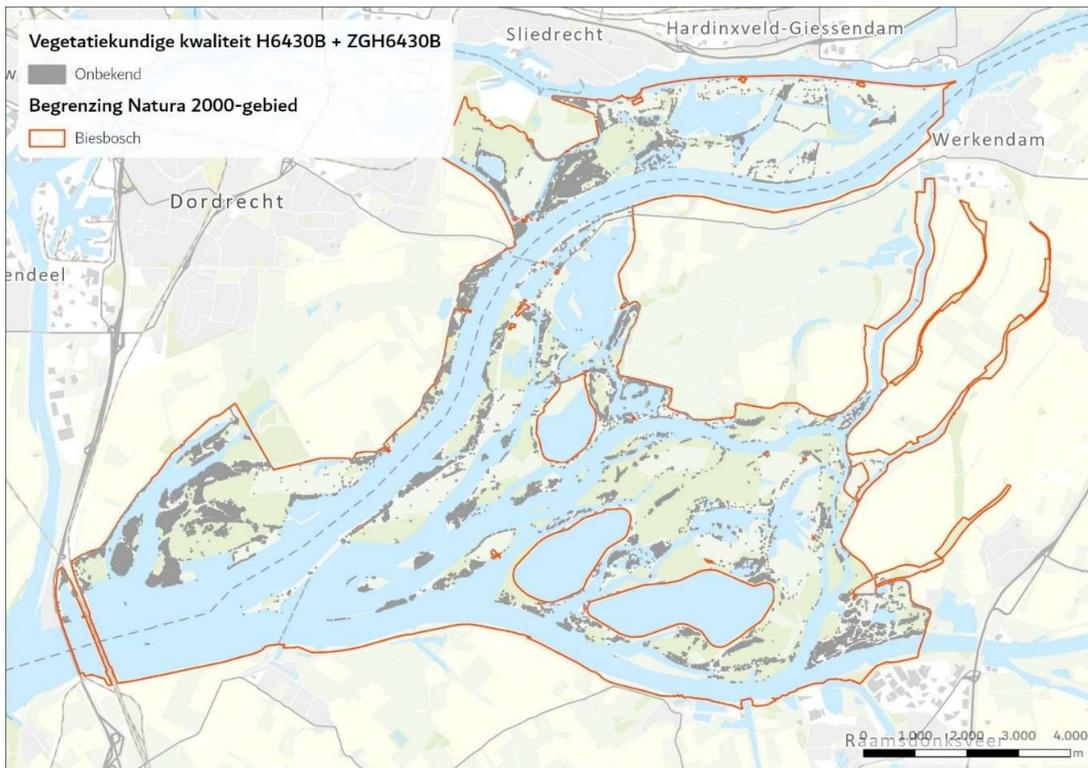 Vegetatiekundige kwaliteit H6430B + ZGH6430B
Onbekend
Begrenzing Natura 2000-gebied
Biesbosch
Sliedrecht
Hardinxveld-Giessendam
w
Werkendam
Dordrecht
endeel
Raamsdonksveer
0 1.000 2.000 3.000 4.000
m